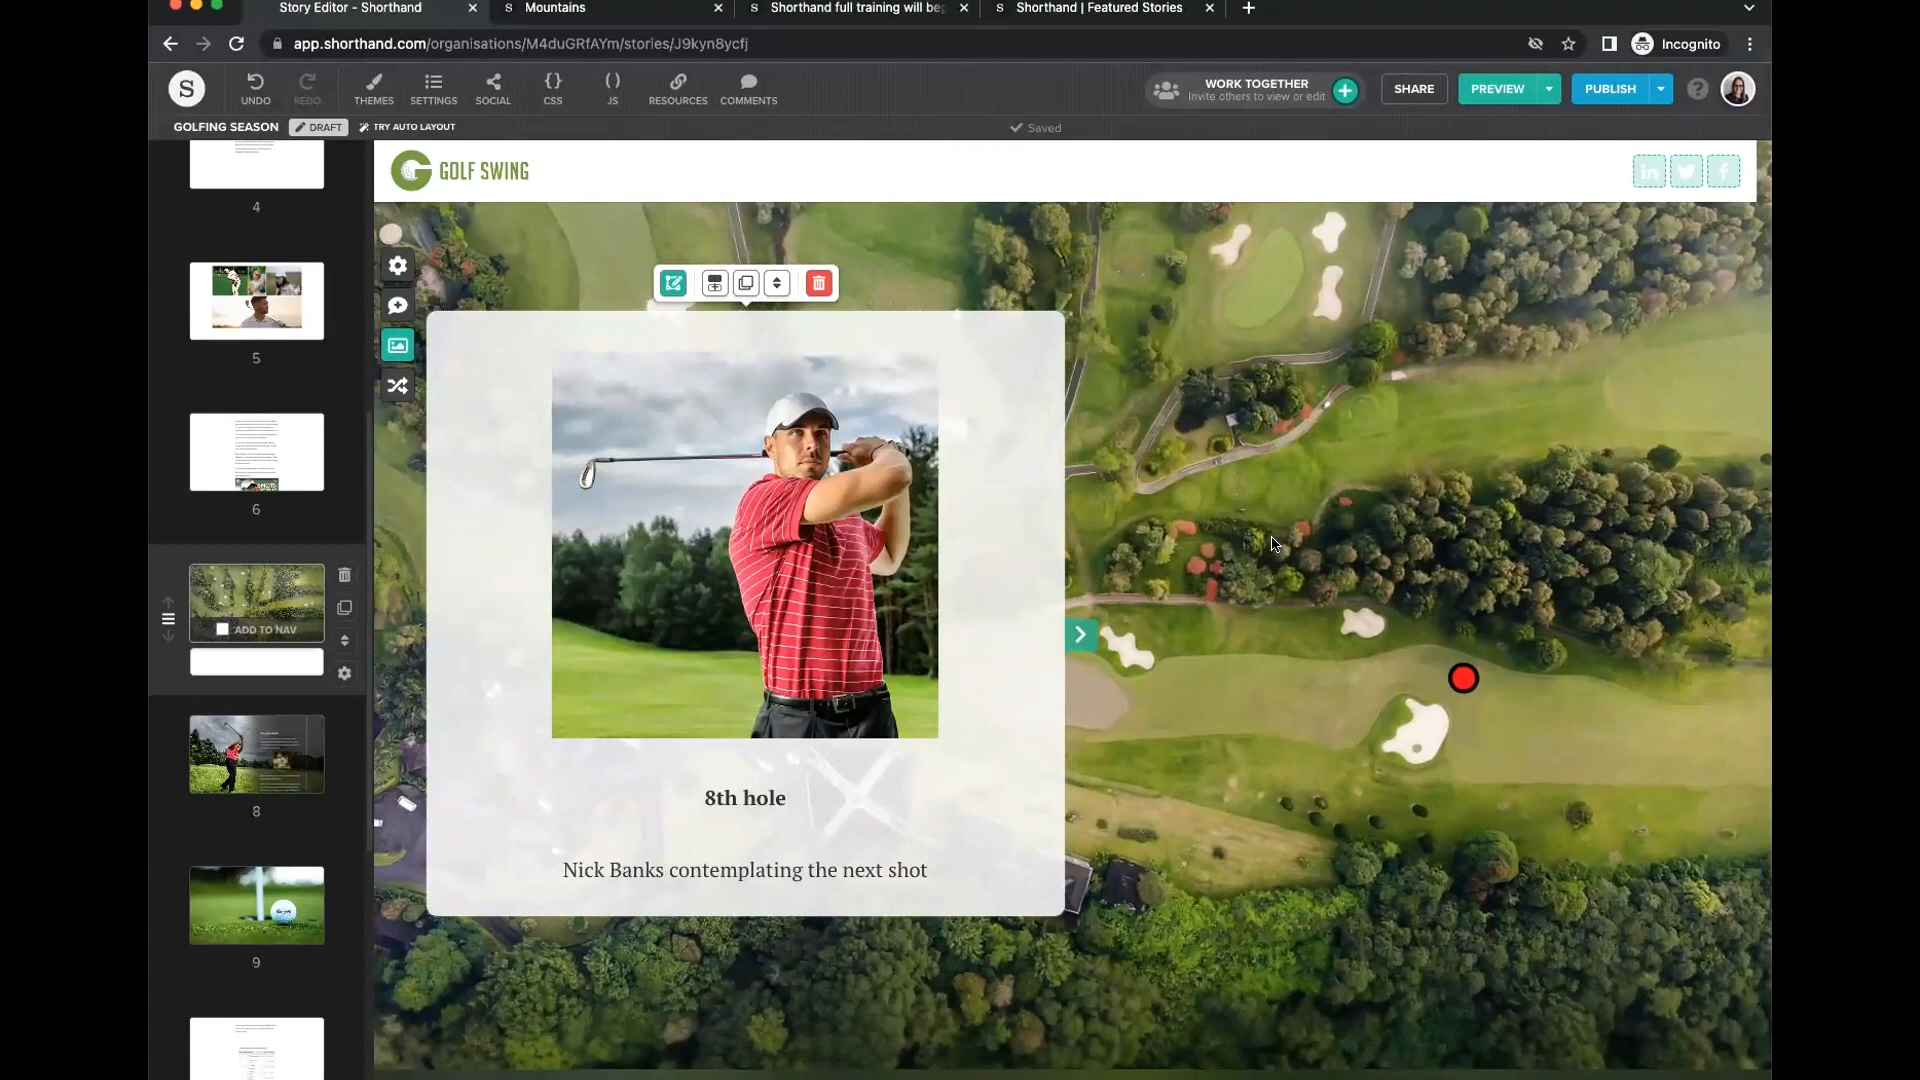 Story Editor - Shorthand
Mountains
Shorthand full training will be
Shorthand | Featured Stories
app.shorthand.com/organisations/M4duGRfAYm/stories/J9kyn8ycfj
Incognito
S
UNDO
REDO
THEMES
SETTINGS
SOCIAL
CSS
JS
RESOURCES
COMMENTS
WORK TOGETHER
Invite others to view or edit
SHARE
PREVIEW
PUBLISH
GOLFING SEASON
DRAFT
TRY AUTO LAYOUT
Saved
GOLF SWING
4
5
6
ADD TO NAV
8
9
8th hole
Nick Banks contemplating the next shot